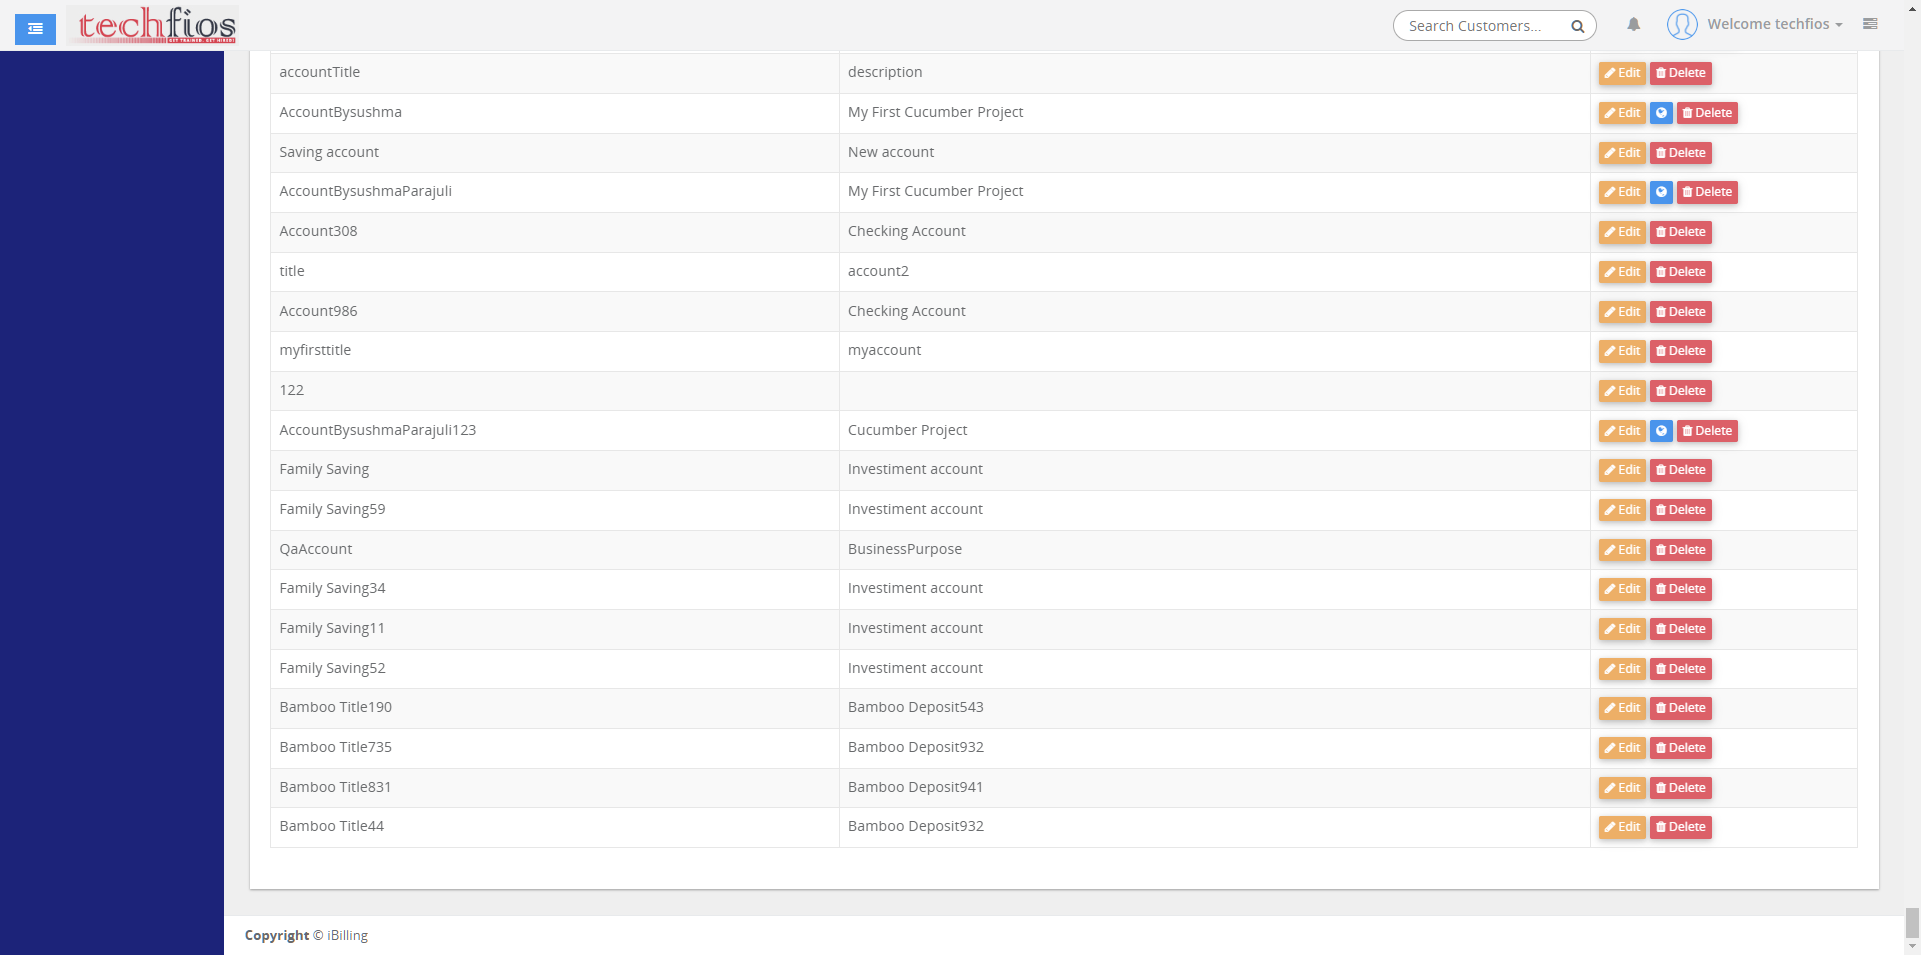 techfios
GET TRAINED. GET HIRED!
Search Customers...
Welcome techfios
accountTitle description Edit Delete
AccountBysushma My First Cucumber Project Edit Delete
Saving account New account Edit Delete
AccountBysushmaParajuli My First Cucumber Project Edit Delete
Account308 Checking Account Edit Delete
title account2 Edit Delete
Account986 Checking Account Edit Delete
myfirsttitle myaccount Edit Delete
122 Edit Delete
AccountBysushmaParajuli123 Cucumber Project Edit Delete
Family Saving Investiment account Edit Delete
Family Saving59 Investiment account Edit Delete
QaAccount BusinessPurpose Edit Delete
Family Saving34 Investiment account Edit Delete
Family Saving11 Investiment account Edit Delete
Family Saving52 Investiment account Edit Delete
Bamboo Title190 Bamboo Deposit543 Edit Delete
Bamboo Title735 Bamboo Deposit932 Edit Delete
Bamboo Title831 Bamboo Deposit941 Edit Delete
Bamboo Title44 Bamboo Deposit932 Edit Delete
Copyright © iBilling